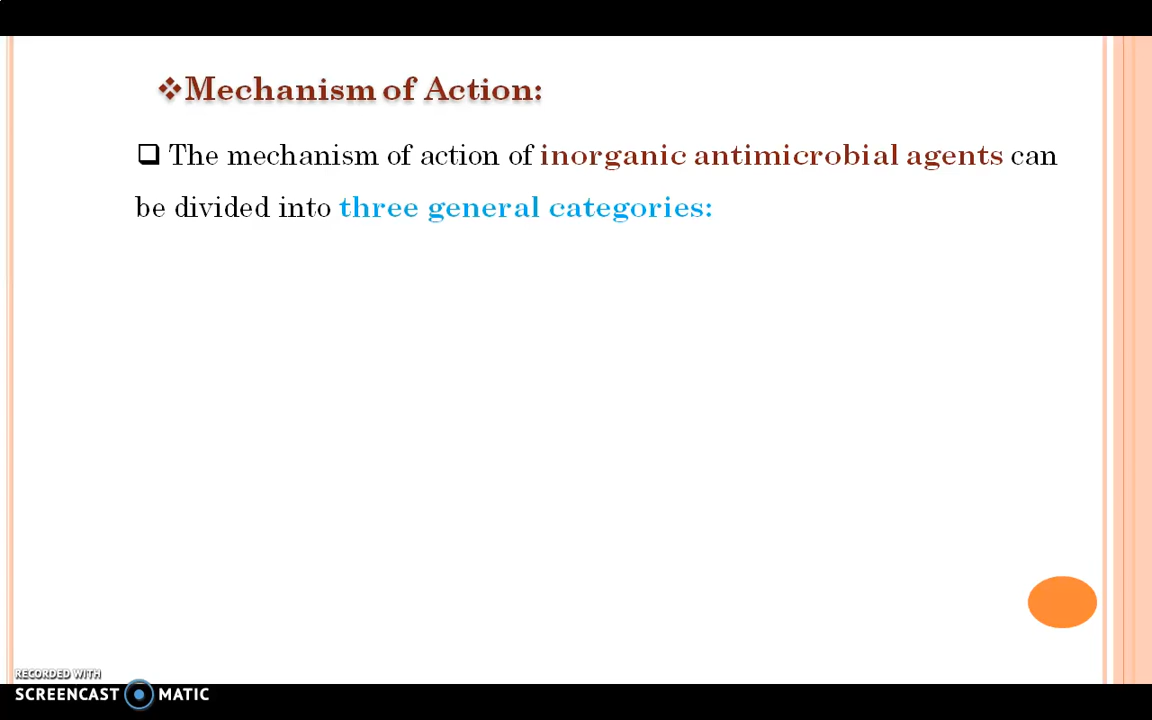 ❖Mechanism of Action:
❑ The mechanism of action of inorganic antimicrobial agents can
be divided into three general categories:
RECORDED WITH
SCREENCAST MATIC